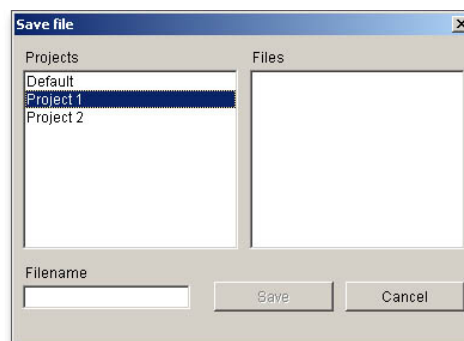 Save file
Projects
Files
Default
Project 1
Project 2
Filename
Save
Cancel